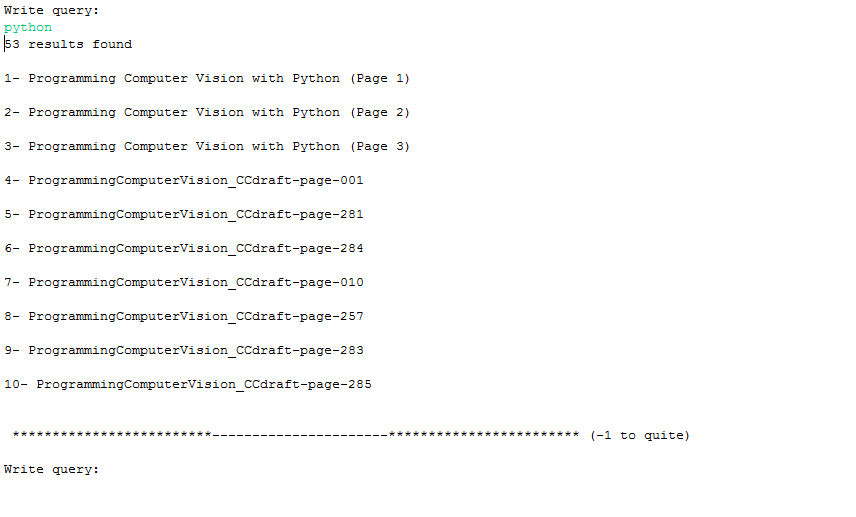 Write query:
python
53 results found
1- Programming Computer Vision with Python (Page 1)
2- Programming Computer Vision with Python (Page 2)
3- Programming Computer Vision with Python (Page 3)
4- ProgrammingComputerVision_CCdraft-page-001
5- ProgrammingComputerVision_CCdraft-page-281
6- ProgrammingComputerVision_CCdraft-page-284
7- ProgrammingComputerVision_CCdraft-page-010
8- ProgrammingComputerVision_CCdraft-page-257
9- ProgrammingComputerVision_CCdraft-page-283
10- ProgrammingComputerVision_CCdraft-page-285
*************************----------------------************************ (-1 to quite)
Write query: